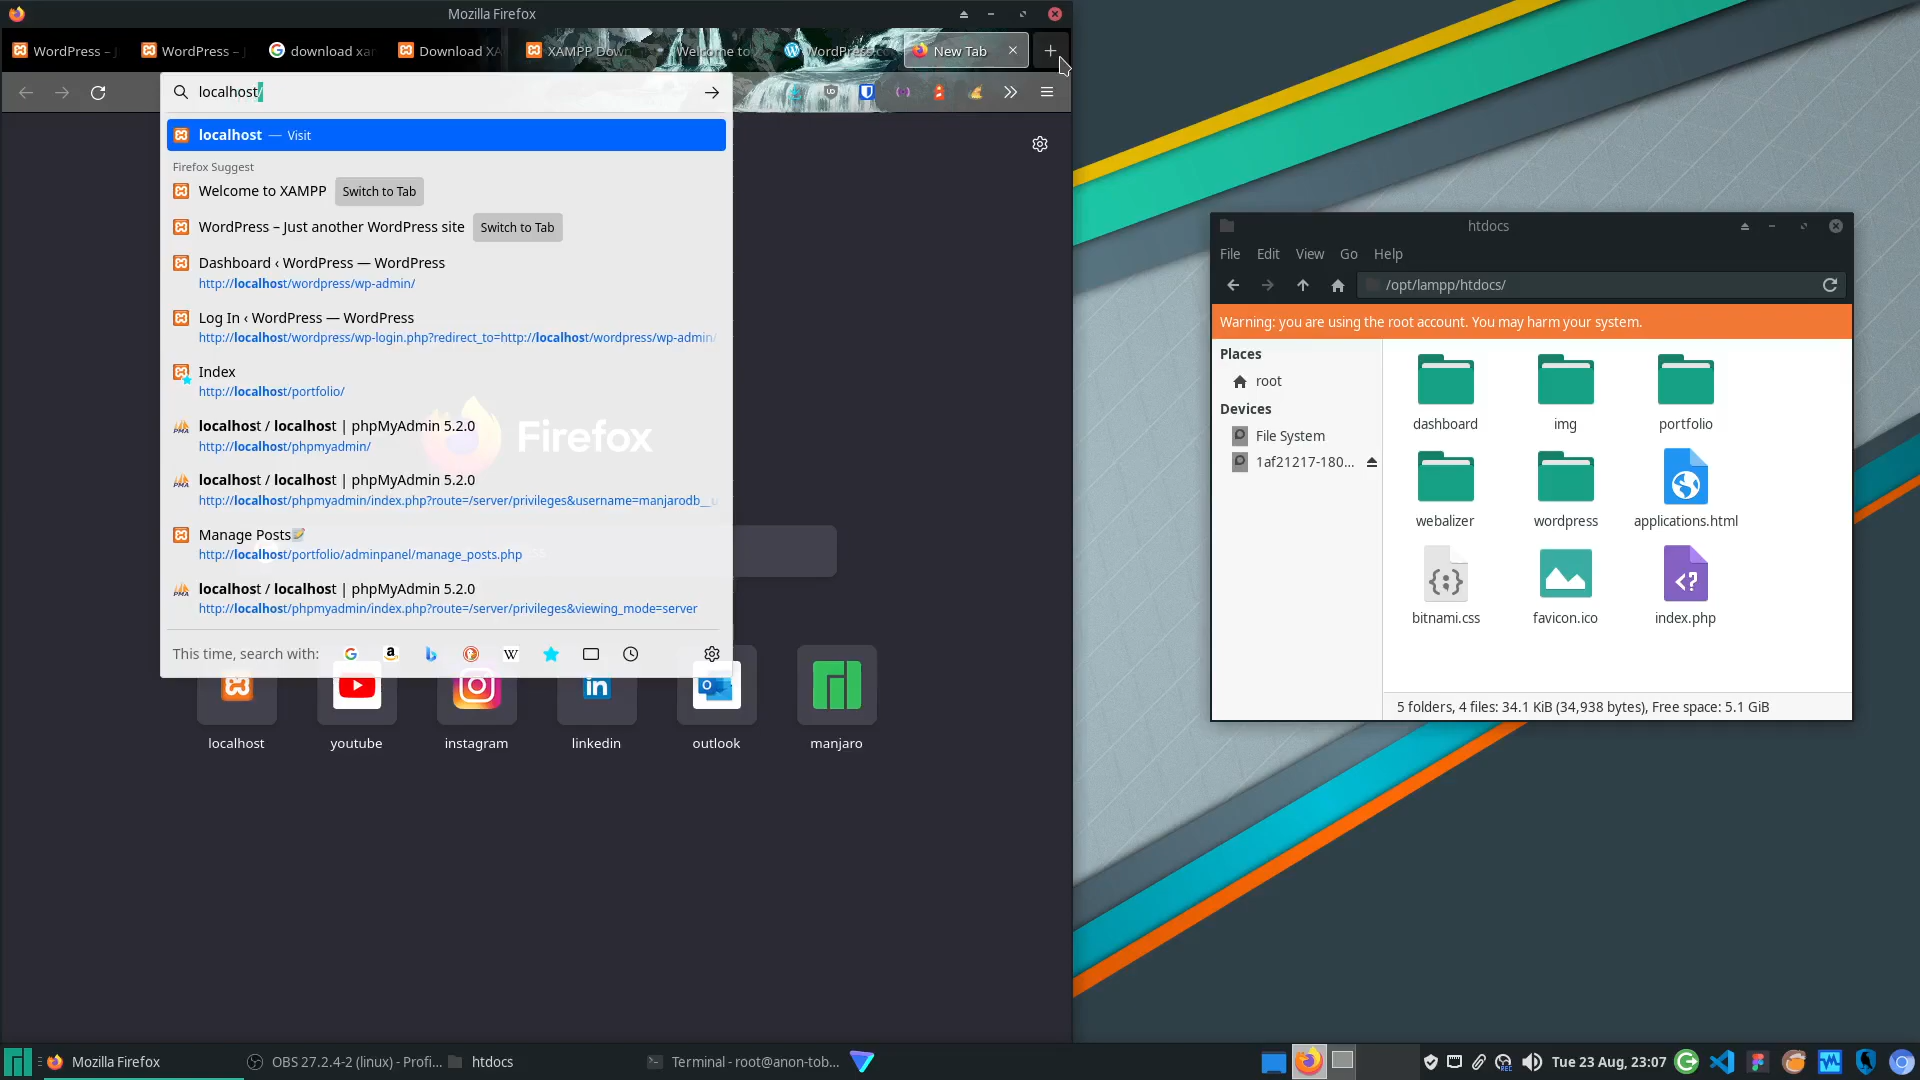 Mozilla Firefox
WordPress – J
WordPress – J
download xar
Download XA
XAMPP Down
Welcome to
WordPress.co
New Tab
localhost/
localhost — Visit
Firefox Suggest
Welcome to XAMPP Switch to Tab
WordPress – Just another WordPress site Switch to Tab
Dashboard ‹ WordPress — WordPress
http://localhost/wordpress/wp-admin/
Log In ‹ WordPress — WordPress
http://localhost/wordpress/wp-login.php?redirect_to=http://localhost/wordpress/wp-admin/
Index
http://localhost/portfolio/
localhost / localhost | phpMyAdmin 5.2.0
http://localhost/phpmyadmin/
localhost / localhost | phpMyAdmin 5.2.0
http://localhost/phpmyadmin/index.php?route=/server/privileges&username=manjarodb__u
Manage Posts📝
http://localhost/portfolio/adminpanel/manage_posts.php
localhost / localhost | phpMyAdmin 5.2.0
http://localhost/phpmyadmin/index.php?route=/server/privileges&viewing_mode=server
This time, search with:
Firefox
localhost
youtube
instagram
linkedin
outlook
manjaro
htdocs
File Edit View Go Help
/opt/lampp/htdocs/
Warning: you are using the root account. You may harm your system.
Places
root
Devices
File System
1af21217-180...
dashboard
img
portfolio
webalizer
wordpress
applications.html
bitnami.css
favicon.ico
index.php
5 folders, 4 files: 34.1 KiB (34,938 bytes), Free space: 5.1 GiB
Mozilla Firefox
OBS 27.2.4-2 (linux) - Profi...
htdocs
Terminal - root@anon-tob...
Tue 23 Aug, 23:07